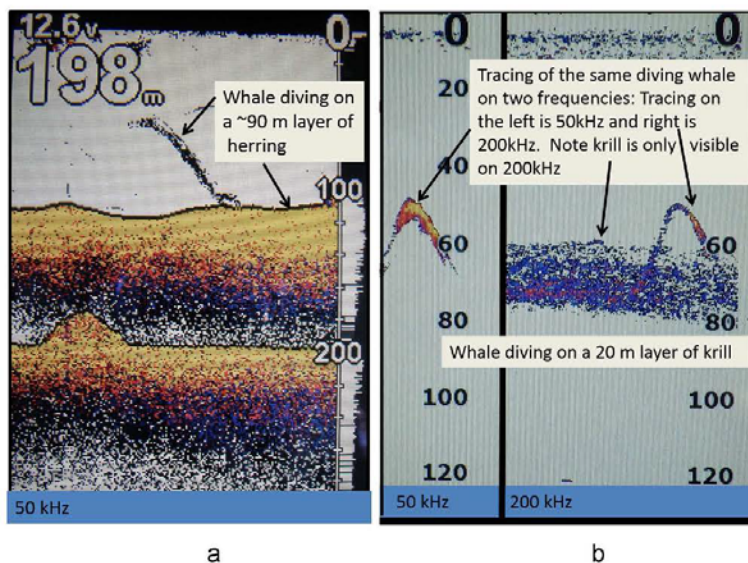 12.6v
198m
0
Whale diving on
a ~90 m layer of
herring
100
200
50 kHz
a
0
0
20
Tracing of the same diving whale
on two frequencies: Tracing on
the left is 50kHz and right is
200kHz. Note krill is only visible
on 200kHz
40
40
60
60
80
80
Whale diving on a 20 m layer of krill
100
100
120
120
50 kHz
200 kHz
b